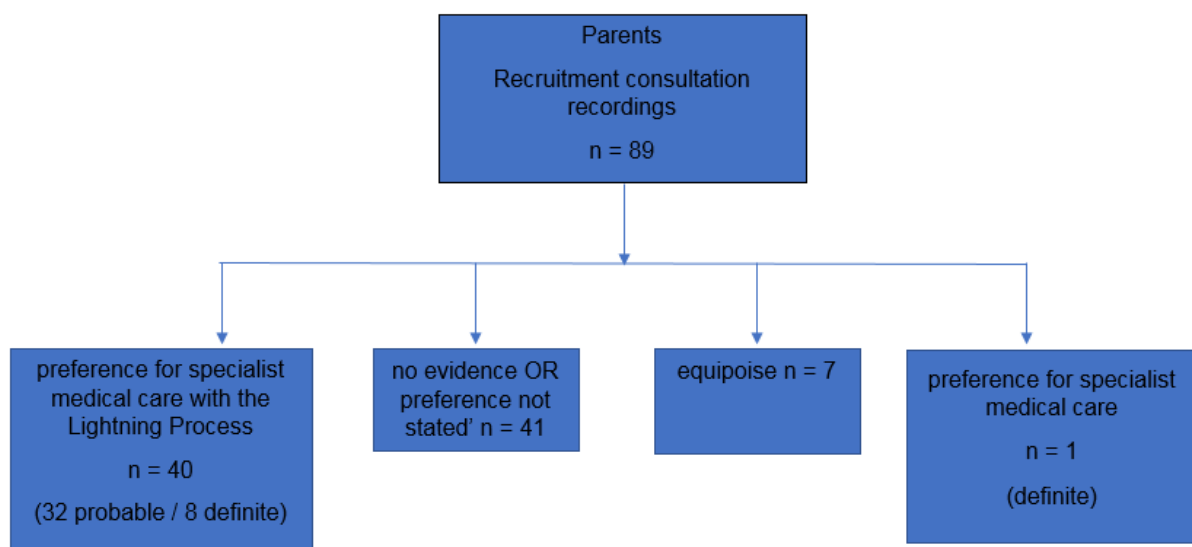 Parents
Recruitment consultation
recordings
n = 89
preference for specialist
medical care with the
Lightning Process
n = 40
(32 probable / 8 definite)
no evidence OR
preference not
stated’ n = 41
equipoise n = 7
preference for specialist
medical care
n = 1
(definite)